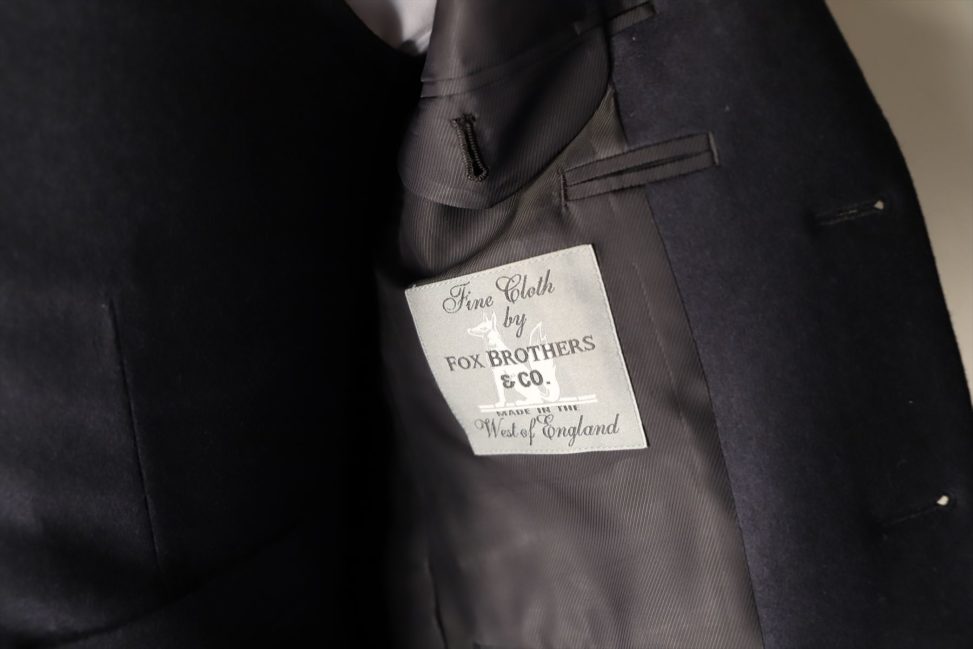 Fine Cloth
by
FOX BROTHERS
& CO.
MADE IN THE
West of England